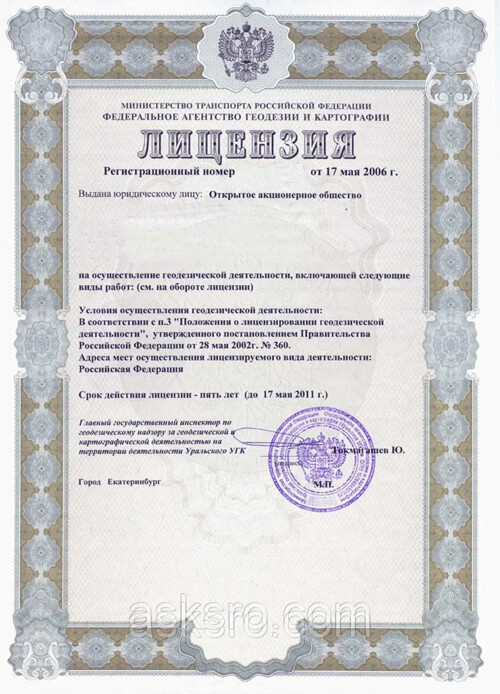 МИНИСТЕРСТВО ТРАНСПОРТА РОССИЙСКОЙ ФЕДЕРАЦИИ
ФЕДЕРАЛЬНОЕ АГЕНТСТВО ГЕОДЕЗИИ И КАРТОГРАФИИ
ЛИЦЕНЗИЯ
Регистрационный номер от 17 мая 2006 г.
Выдана юридическому лицу: Открытое акционерное общество
на осуществление геодезической деятельности, включающей следующие
виды работ: (см. на обороте лицензии)
Условия осуществления геодезической деятельности:
В соответствии с п.3 "Положения о лицензировании геодезической
деятельности", утвержденного постановлением Правительства
Российской Федерации от 28 мая 2002г. № 360.
Адреса мест осуществления лицензируемого вида деятельности:
Российская Федерация
Срок действия лицензии - пять лет (до 17 мая 2011 г.)
Главный государственный инспектор по
геодезическому надзору за геодезической и
картографической деятельностью на
территории деятельности Уральского УГК Токмагашев Ю.
М.П.
Город Екатеринбург
asksro.com